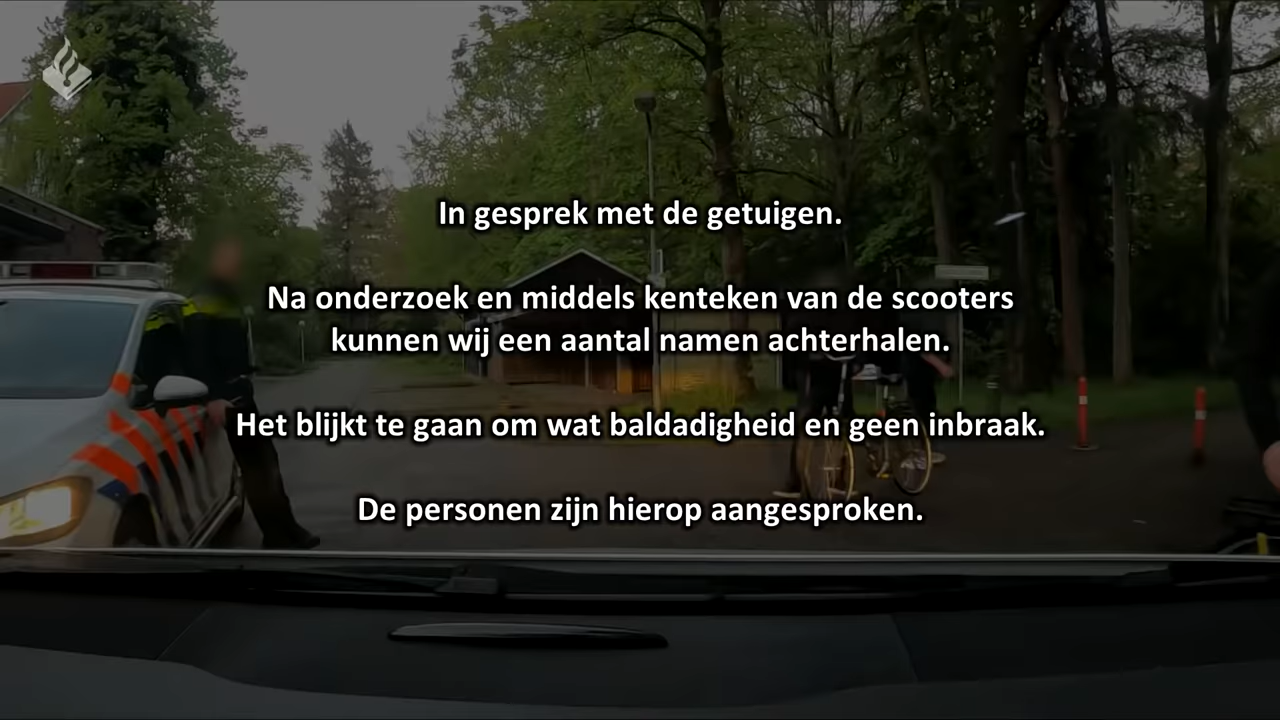 In gesprek met de getuigen.
Na onderzoek en middels kenteken van de scooters
kunnen wij een aantal namen achterhalen.
Het blijkt te gaan om wat baldadigheid en geen inbraak.
De personen zijn hierop aangesproken.